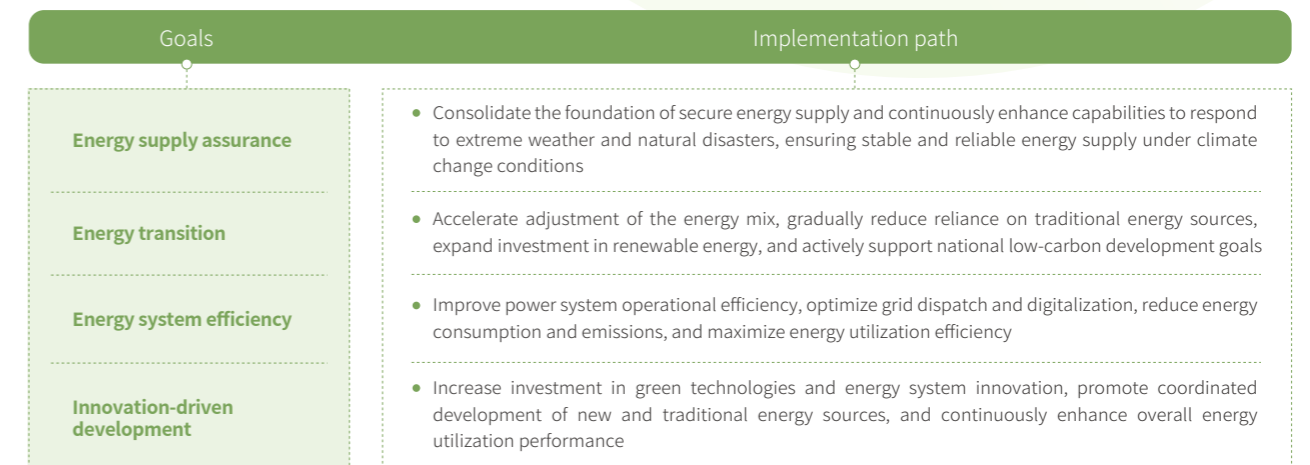 Goals
Implementation path
Energy supply assurance
Consolidate the foundation of secure energy supply and continuously enhance capabilities to respond
to extreme weather and natural disasters, ensuring stable and reliable energy supply under climate
change conditions
Energy transition
Accelerate adjustment of the energy mix, gradually reduce reliance on traditional energy sources,
expand investment in renewable energy, and actively support national low-carbon development goals
Energy system efficiency
Improve power system operational efficiency, optimize grid dispatch and digitalization, reduce energy
consumption and emissions, and maximize energy utilization efficiency
Innovation-driven
development
Increase investment in green technologies and energy system innovation, promote coordinated
development of new and traditional energy sources, and continuously enhance overall energy
utilization performance